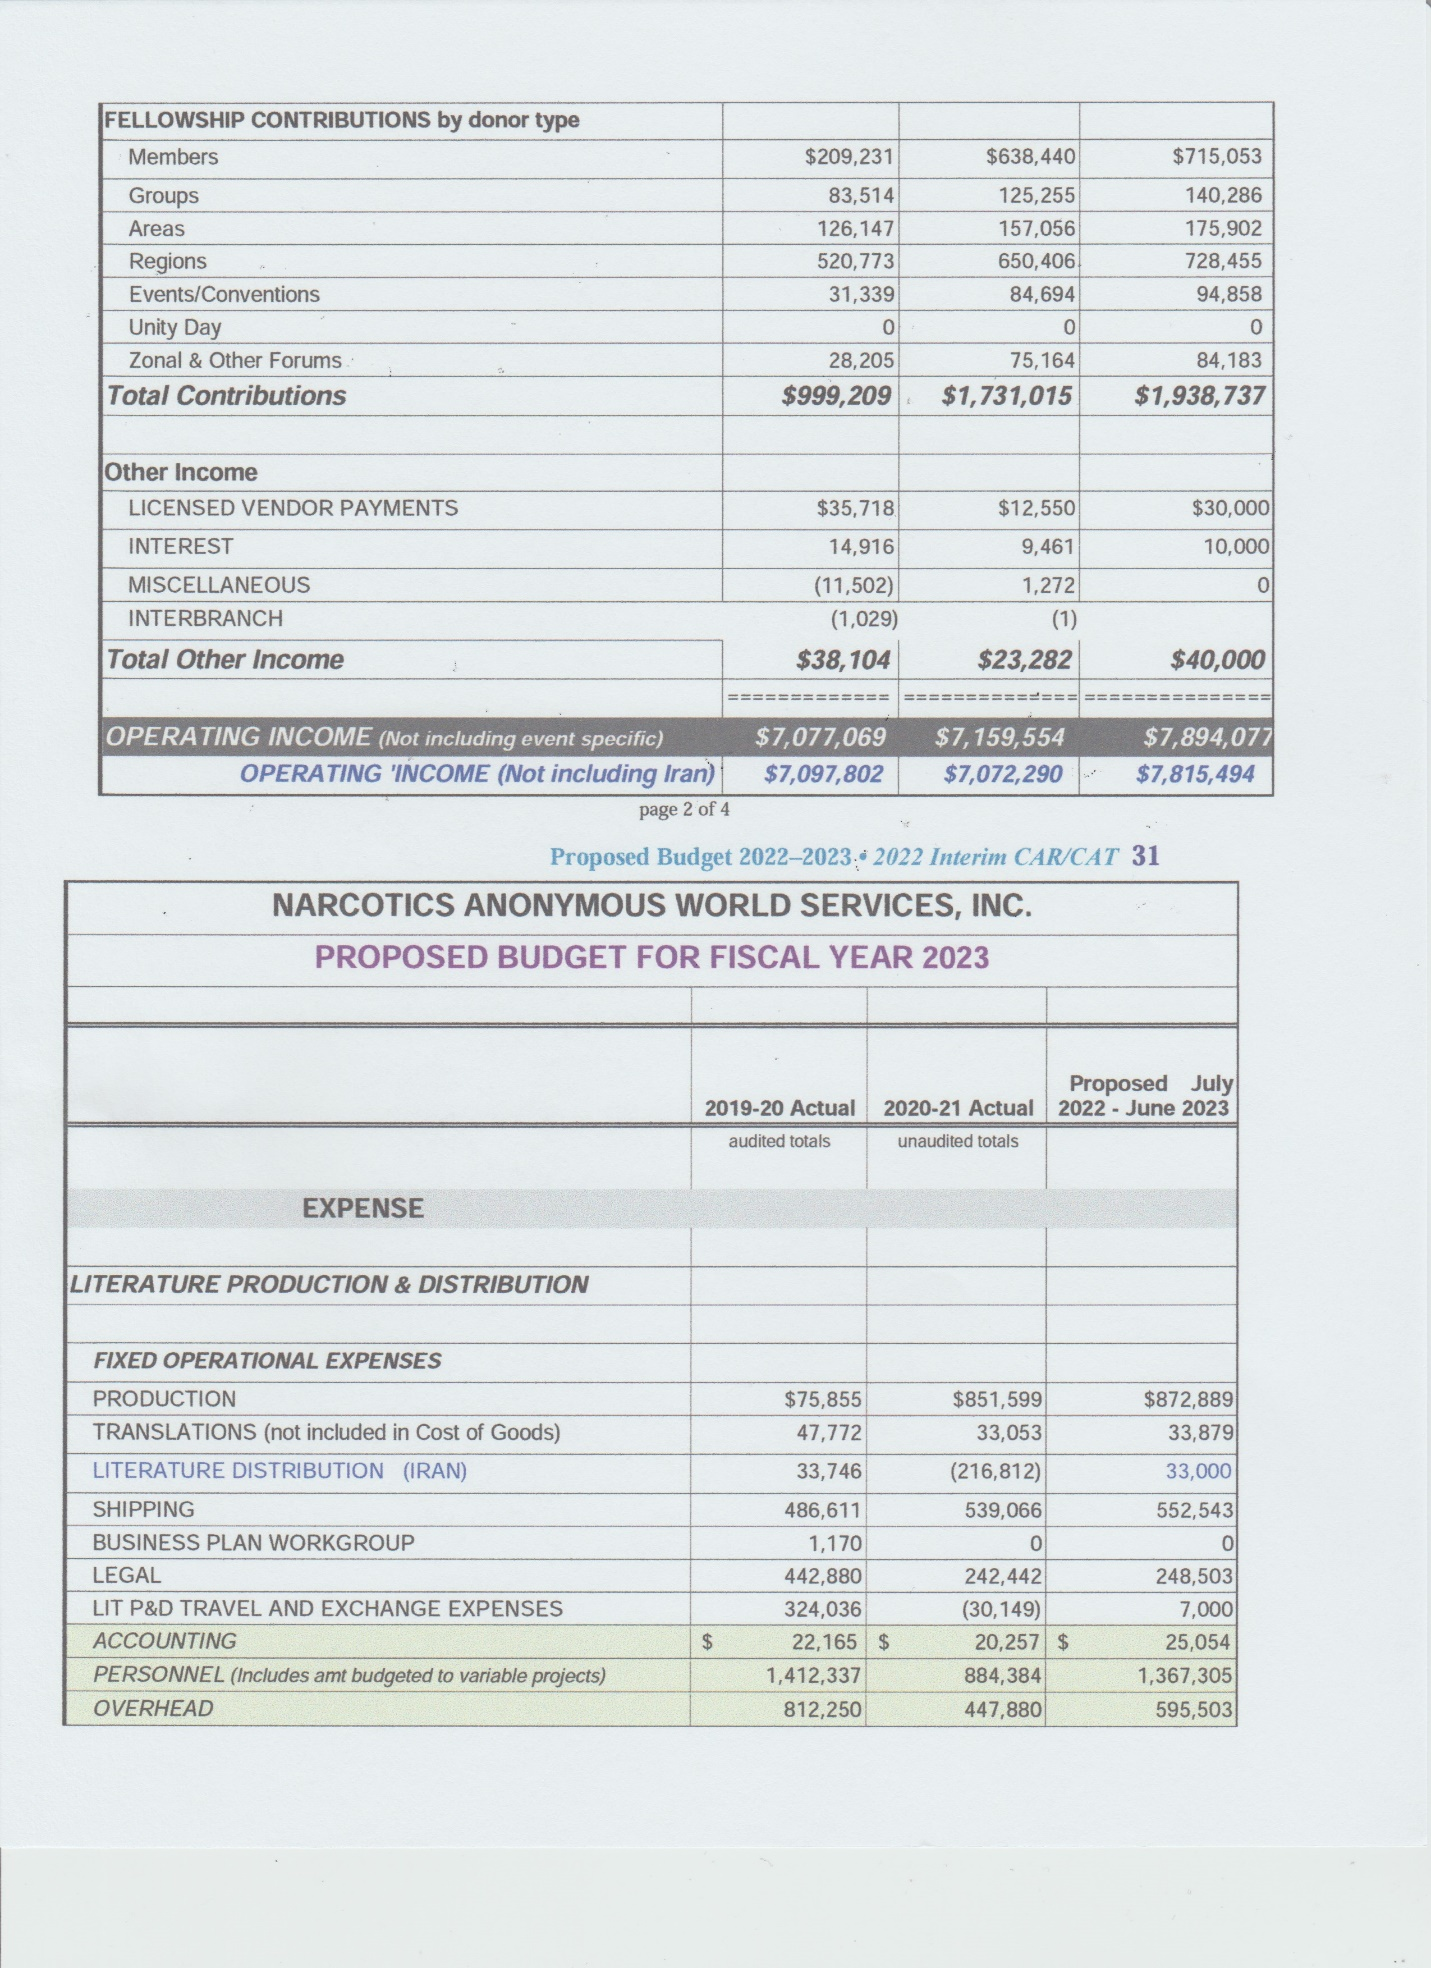 FELLOWSHIP CONTRIBUTIONS by donor type
Members $209,231 $638,440 $715,053
Groups 83,514 125,255 140,286
Areas 126,147 157,056 175,902
Regions 520,773 650,406 728,455
Events/Conventions 31,339 84,694 94,858
Unity Day 0 0 0
Zonal & Other Forums 28,205 75,164 84,183
Total Contributions $999,209 $1,731,015 $1,938,737
Other Income
LICENSED VENDOR PAYMENTS $35,718 $12,550 $30,000
INTEREST 14,916 9,461 10,000
MISCELLANEOUS (11,502) 1,272 0
INTERBRANCH (1,029) (1)
Total Other Income $38,104 $23,282 $40,000
============= ============== ===============
OPERATING INCOME (Not including event specific) $7,077,069 $7,159,554 $7,894,077
OPERATING 'INCOME (Not including Iran) $7,097,802 $7,072,290 $7,815,494
page 2 of 4
Proposed Budget 2022–2023 • 2022 Interim CAR/CAT 31
NARCOTICS ANONYMOUS WORLD SERVICES, INC.
PROPOSED BUDGET FOR FISCAL YEAR 2023
Proposed July
2019-20 Actual 2020-21 Actual 2022 - June 2023
audited totals unaudited totals
EXPENSE
LITERATURE PRODUCTION & DISTRIBUTION
FIXED OPERATIONAL EXPENSES
PRODUCTION $75,855 $851,599 $872,889
TRANSLATIONS (not included in Cost of Goods) 47,772 33,053 33,879
LITERATURE DISTRIBUTION (IRAN) 33,746 (216,812) 33,000
SHIPPING 486,611 539,066 552,543
BUSINESS PLAN WORKGROUP 1,170 0 0
LEGAL 442,880 242,442 248,503
LIT P&D TRAVEL AND EXCHANGE EXPENSES 324,036 (30,149) 7,000
ACCOUNTING $ 22,165 $ 20,257 $ 25,054
PERSONNEL (Includes amt budgeted to variable projects) 1,412,337 884,384 1,367,305
OVERHEAD 812,250 447,880 595,503